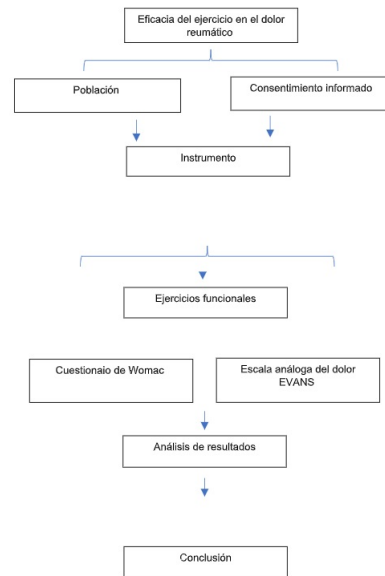 Eficacia del ejercicio en el dolor
reumático
Población
Consentimiento informado
Instrumento
Ejercicios funcionales
Cuestionaio de Womac
Escala análoga del dolor
EVANS
Análisis de resultados
Conclusión